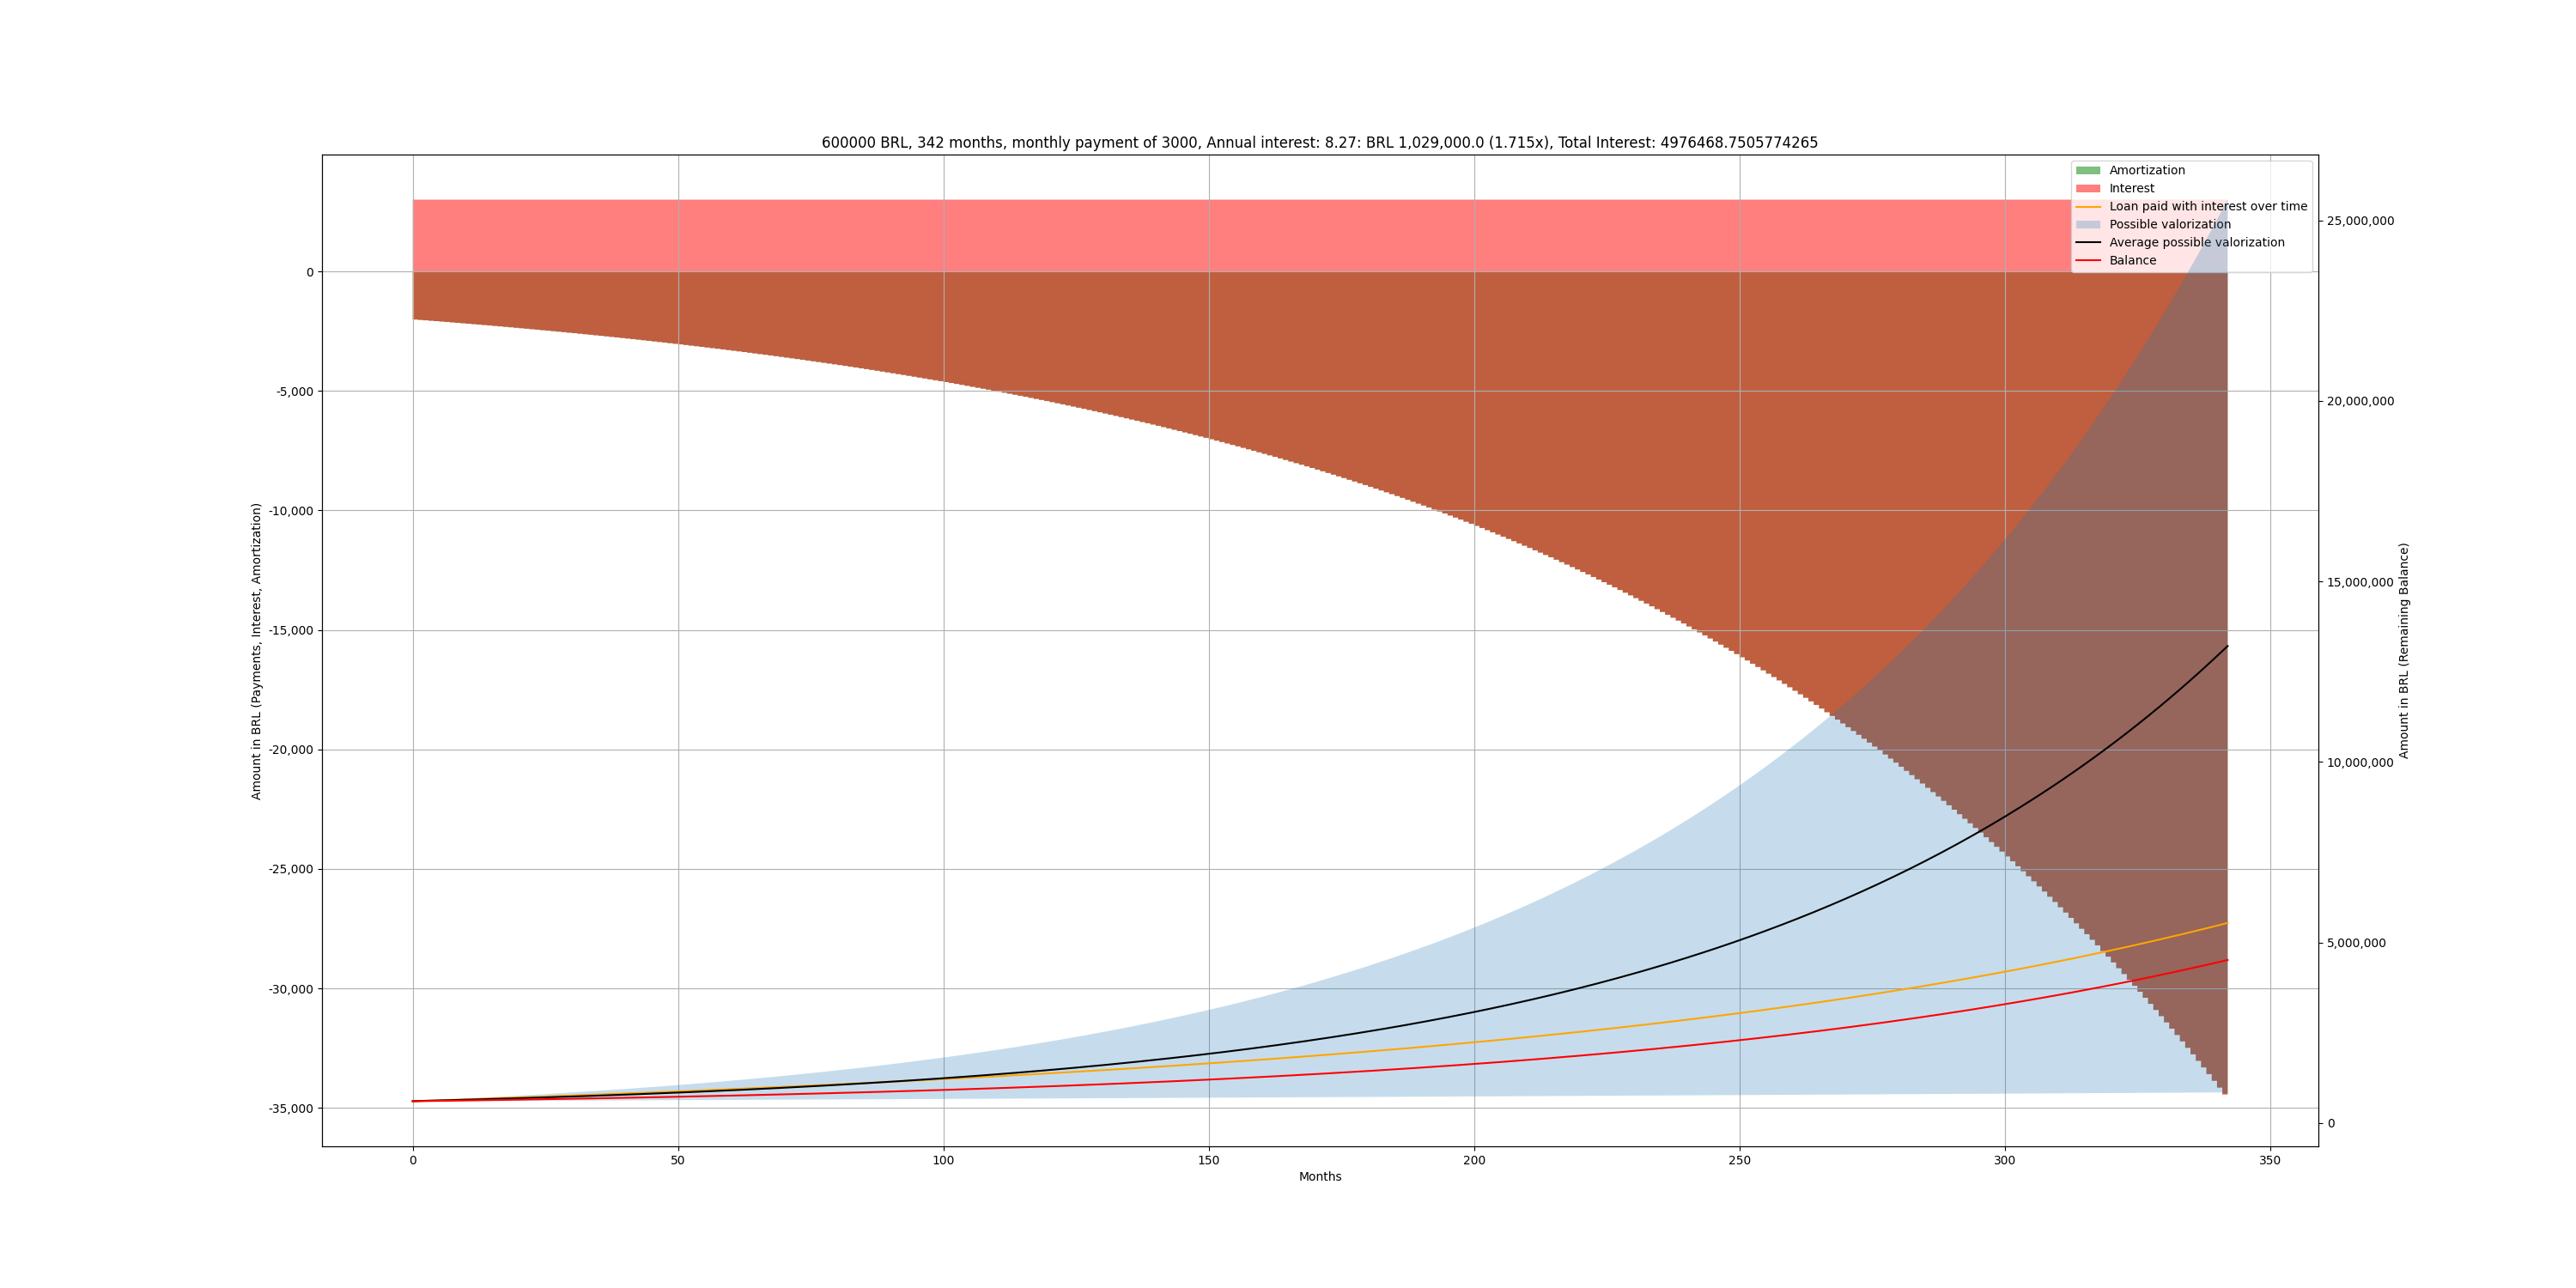 600000 BRL, 342 months, monthly payment of 3000, Annual interest: 8.27: BRL 1,029,000.0 (1.715x), Total Interest: 4976468.7505774265
Amortization
Interest
Loan paid with interest over time
Possible valorization
Average possible valorization
Balance
0
-5,000
-10,000
-15,000
-20,000
-25,000
-30,000
-35,000
Amount in BRL (Payments, Interest, Amortization)
25,000,000
20,000,000
15,000,000
10,000,000
5,000,000
0
Amount in BRL (Remaining Balance)
0
50
100
150
200
250
300
350
Months